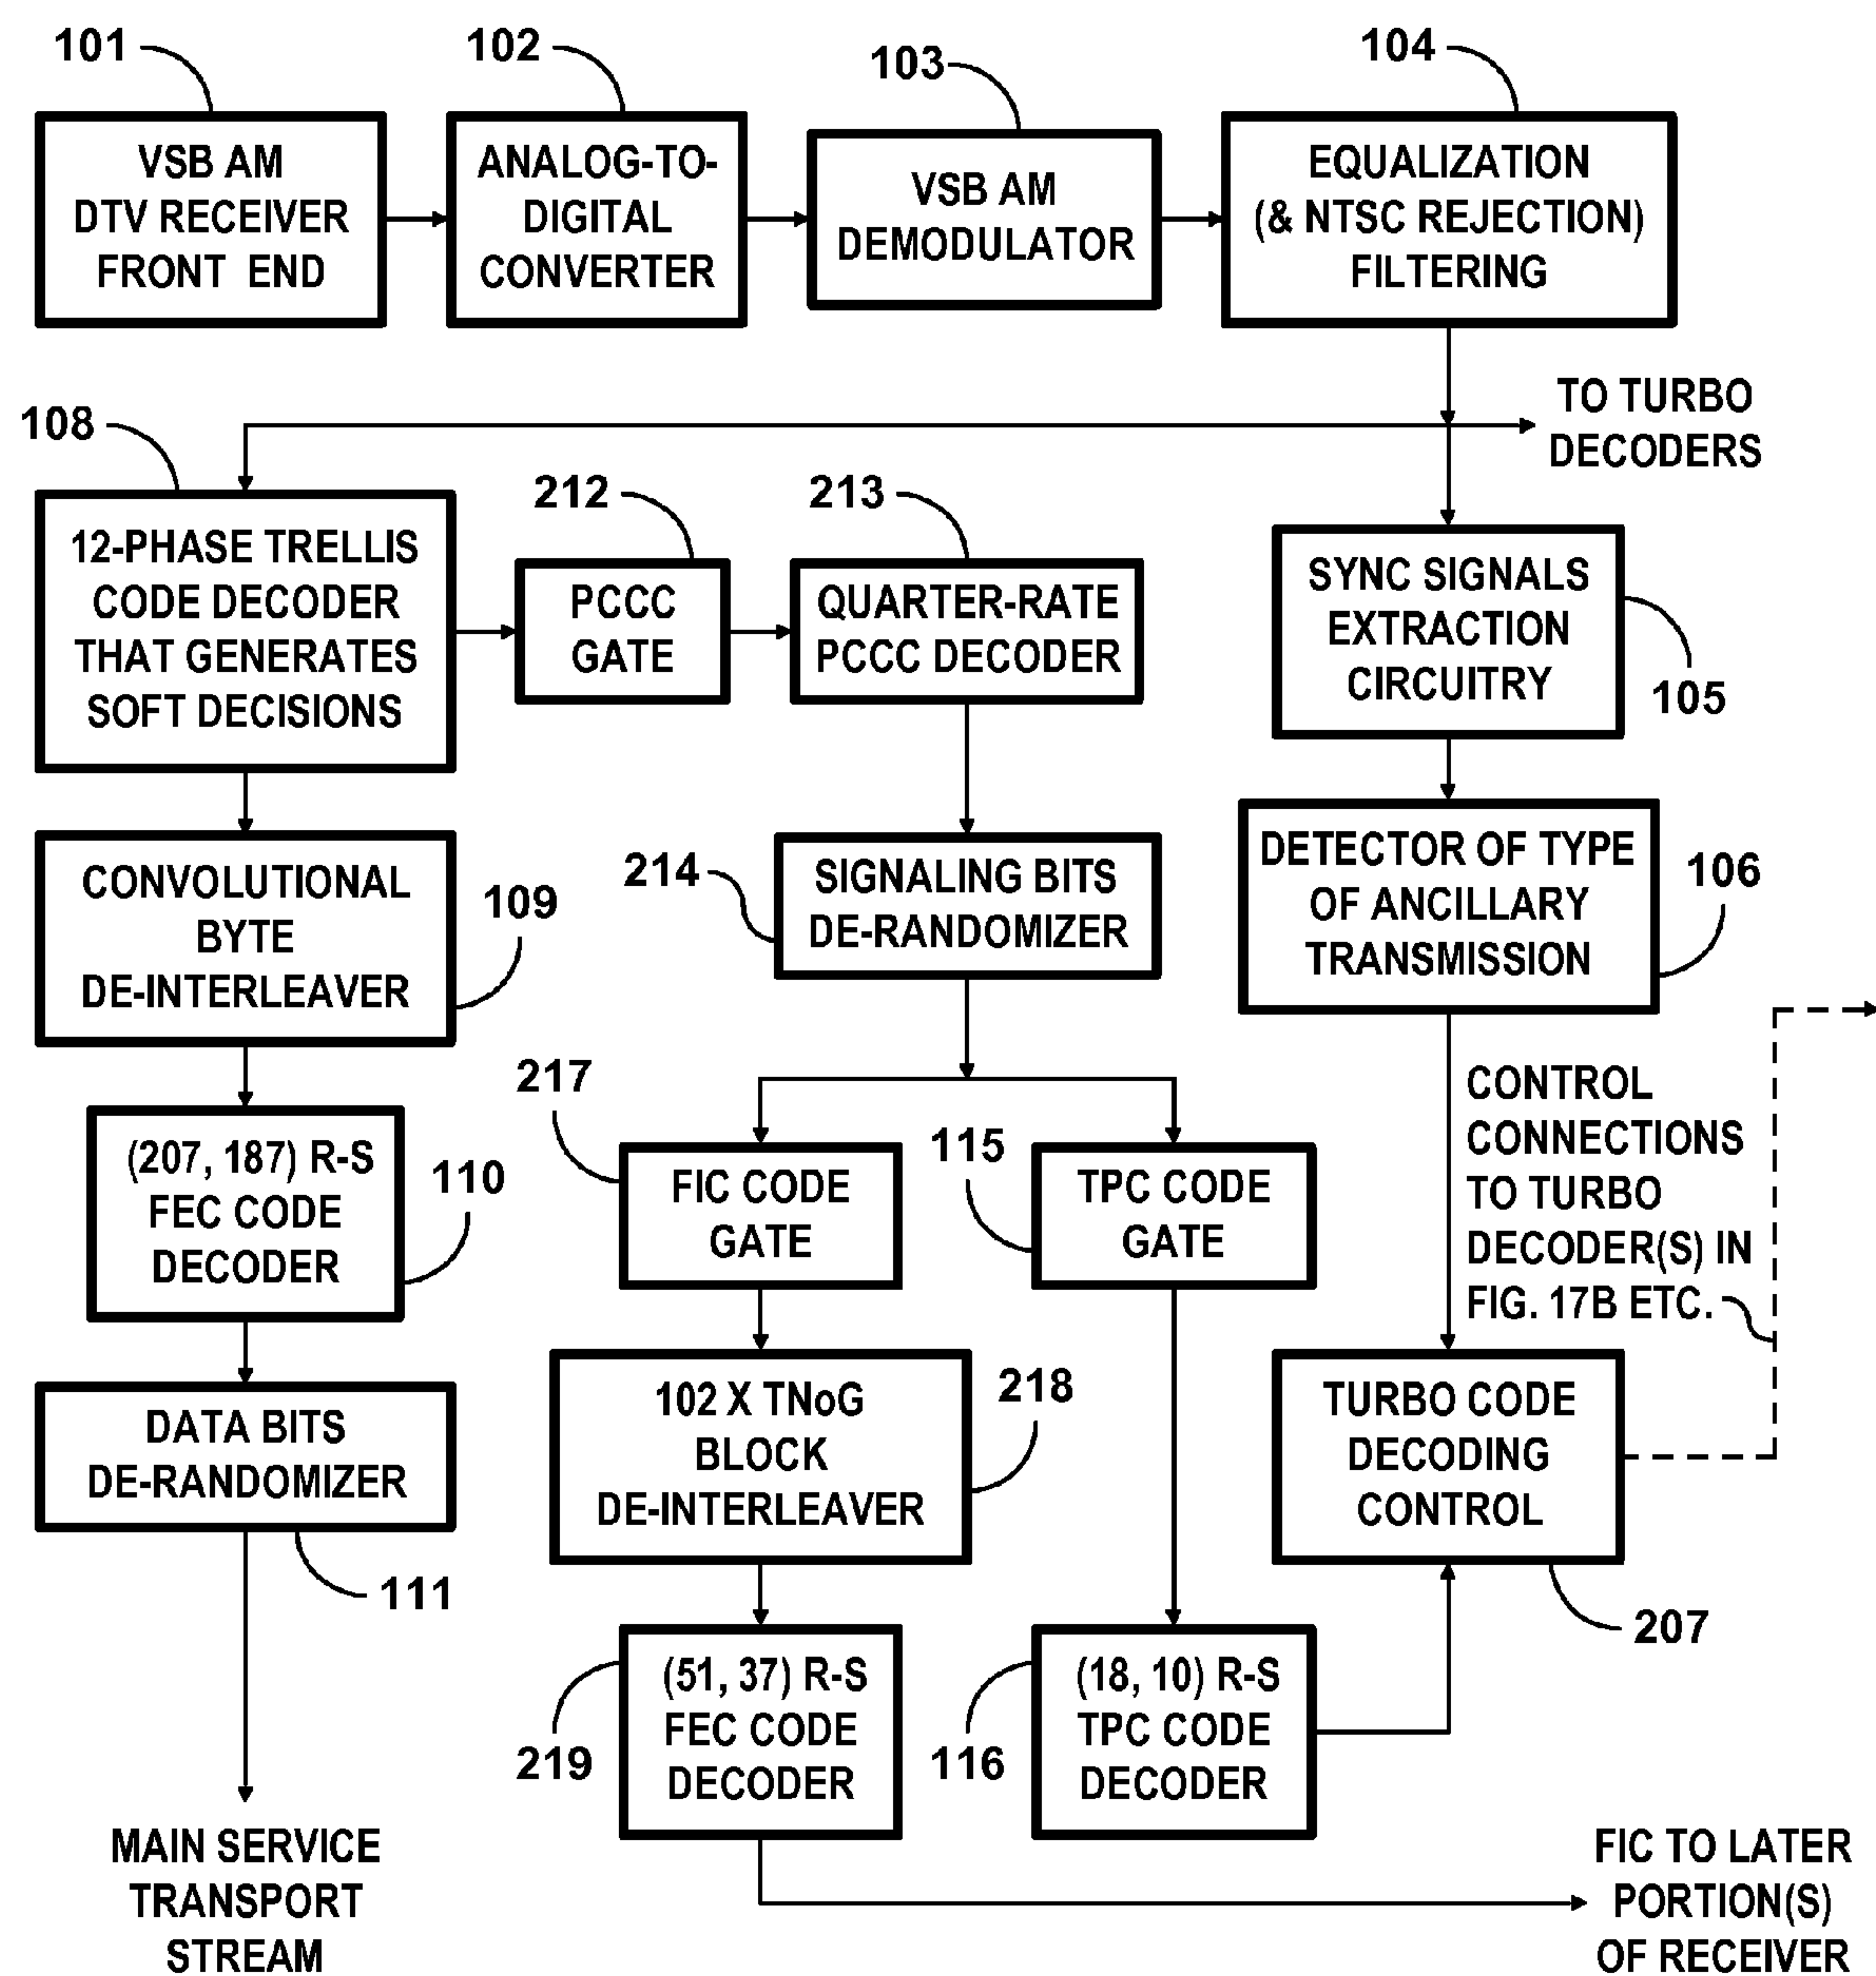 101
102
103
104
VSB AM
DTV RECEIVER
FRONT END
ANALOG-TO-
DIGITAL
CONVERTER
VSB AM
DEMODULATOR
EQUALIZATION
(& NTSC REJECTION)
FILTERING
TO TURBO
DECODERS
108
212
213
12-PHASE TRELLIS
CODE DECODER
THAT GENERATES
SOFT DECISIONS
PCCC
GATE
QUARTER-RATE
PCCC DECODER
SYNC SIGNALS
EXTRACTION
CIRCUITRY
105
CONVOLUTIONAL
BYTE
DE-INTERLEAVER
109
214
SIGNALING BITS
DE-RANDOMIZER
DETECTOR OF TYPE
OF ANCILLARY
TRANSMISSION
106
217
115
(207, 187) R-S
FEC CODE
DECODER
110
FIC CODE
GATE
TPC CODE
GATE
CONTROL
CONNECTIONS
TO TURBO
DECODER(S) IN
FIG. 17B ETC.
DATA BITS
DE-RANDOMIZER
111
102 X TNoG
BLOCK
DE-INTERLEAVER
218
TURBO CODE
DECODING
CONTROL
207
(51, 37) R-S
FEC CODE
DECODER
219
(18, 10) R-S
TPC CODE
DECODER
116
MAIN SERVICE
TRANSPORT
STREAM
FIC TO LATER
PORTION(S)
OF RECEIVER